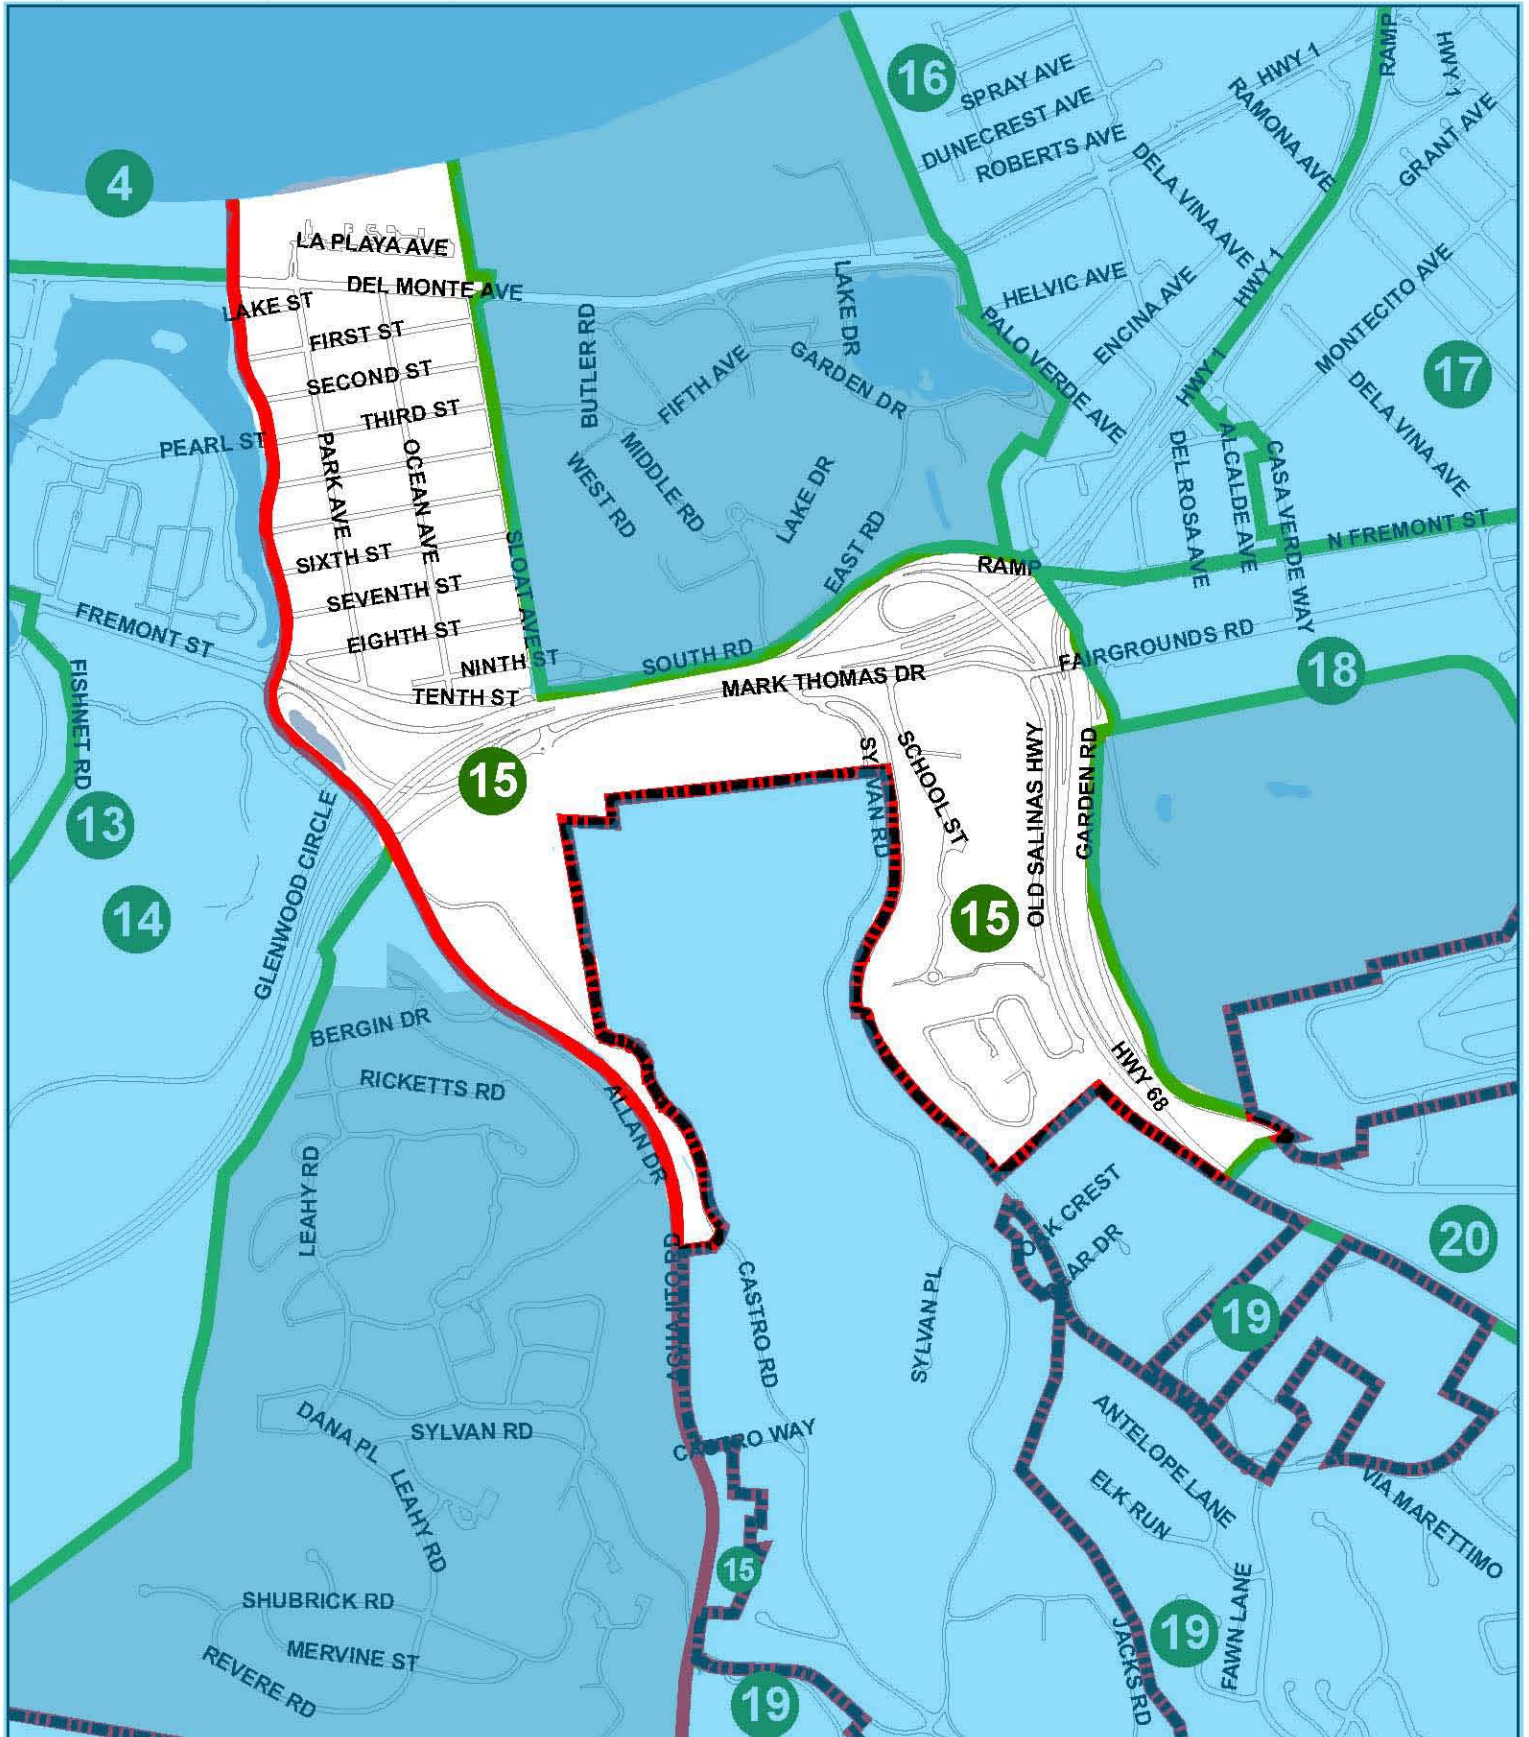 16
SPRAY AVE
DUNECREST AVE
ROBERTS AVE
HWY 1
RAMP
HWY 1
RAMONA AVE
GRANT AVE
DELA VINA AVE
4
LA PLAYA AVE
DEL MONTE AVE
LAKE ST
FIRST ST
SECOND ST
THIRD ST
PEARL ST
PARK AVE
OCEAN AVE
SIXTH ST
SEVENTH ST
EIGHTH ST
NINTH ST
TENTH ST
SLOAT AVE
BUTLER RD
FIFTH AVE
LAKE DR
GARDEN DR
WEST RD
MIDDLE RD
LAKE DR
EAST RD
SOUTH RD
HELVIC AVE
PALO VERDE AVE
ENCINA AVE
HWY 1
HWY 1
MONTECITO AVE
17
DELA VINA AVE
DEL ROSA AVE
ALCALDE AVE
CASA VERDE WAY
N FREMONT ST
RAMP
FAIRGROUNDS RD
18
MARK THOMAS DR
FREMONT ST
FISHNET RD
13
14
GLENWOOD CIRCLE
15
SYLVAN RD
SCHOOL ST
OLD SALINAS HWY
GARDEN RD
15
HWY 68
BERGIN DR
RICKETTS RD
ALLAN DR
LEAHY RD
AGUAJITO RD
CASTRO RD
SYLVAN PL
OAK CREST
EAR DR
20
19
DANA PL
SYLVAN RD
LEAHY RD
CASTRO WAY
ANTELOPE LANE
ELK RUN
VIA MARETTIMO
15
SHUBRICK RD
MERVINE ST
REVERE RD
JACKS RD
19
FAWN LANE
19